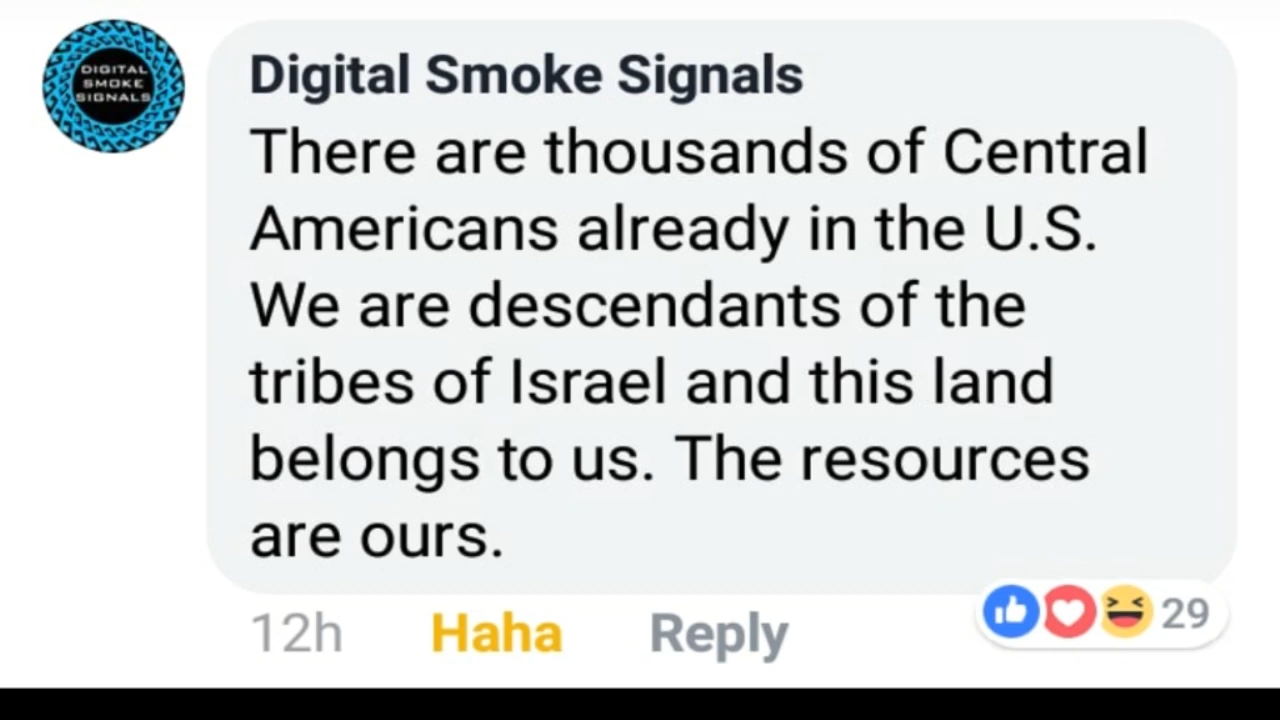 DIGITAL
SMOKE
SIGNALS
Digital Smoke Signals
There are thousands of Central
Americans already in the U.S.
We are descendants of the
tribes of Israel and this land
belongs to us. The resources
are ours.
12h Haha Reply 29